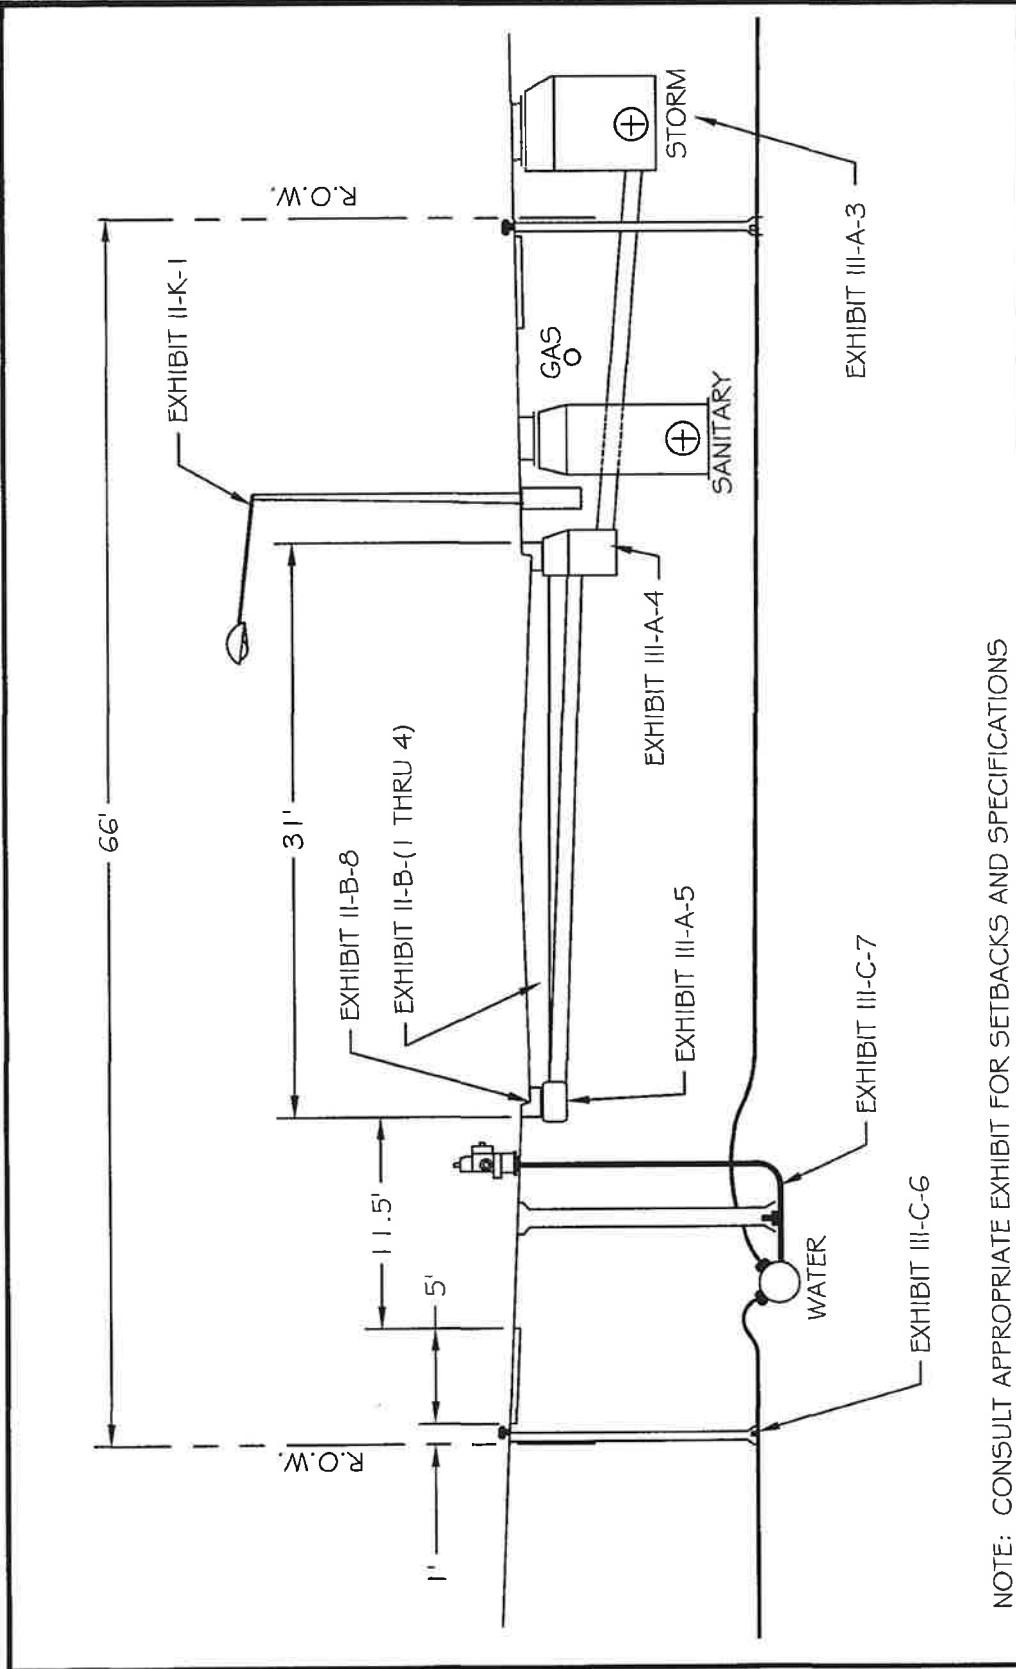 66'
R.O.W.
R.O.W.
EXHIBIT II-K-1
31'
EXHIBIT II-B-8
EXHIBIT II-B-(1 THRU 4)
11.5'
5'
1'
GAS
STORM
SANITARY
EXHIBIT III-A-4
EXHIBIT III-A-5
EXHIBIT III-A-3
WATER
EXHIBIT III-C-7
EXHIBIT III-C-6
NOTE: CONSULT APPROPRIATE EXHIBIT FOR SETBACKS AND SPECIFICATIONS